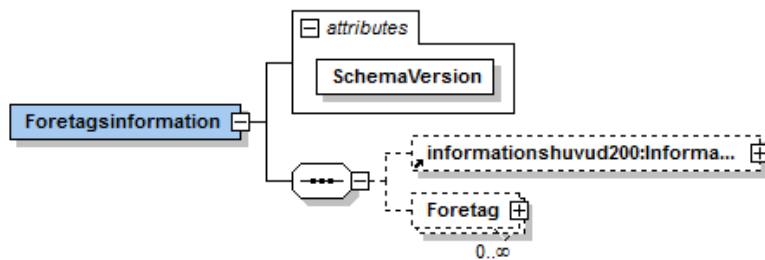 attributes
SchemaVersion
Foretagsinformation
informationshuvud200:Informa...
Foretag
0..∞